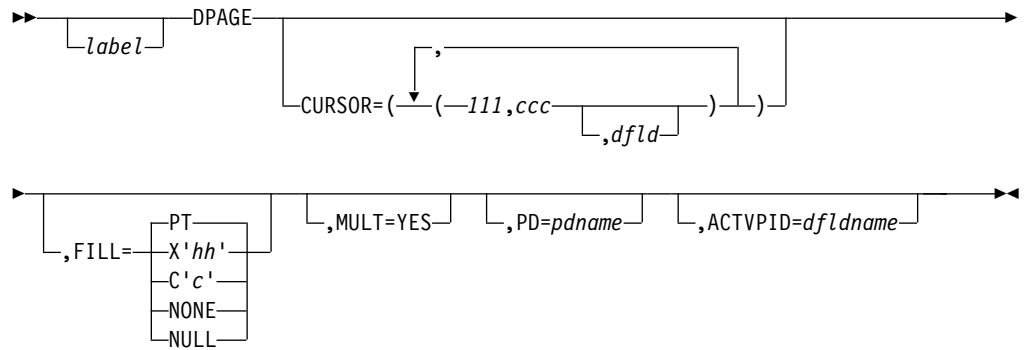 label DPAGE
,
CURSOR=( ( 111,ccc ) )
,dfld
PT
,FILL= X'hh' ,MULT=YES ,PD=pdname ,ACTVPID=dfldname
C'c'
NONE
NULL